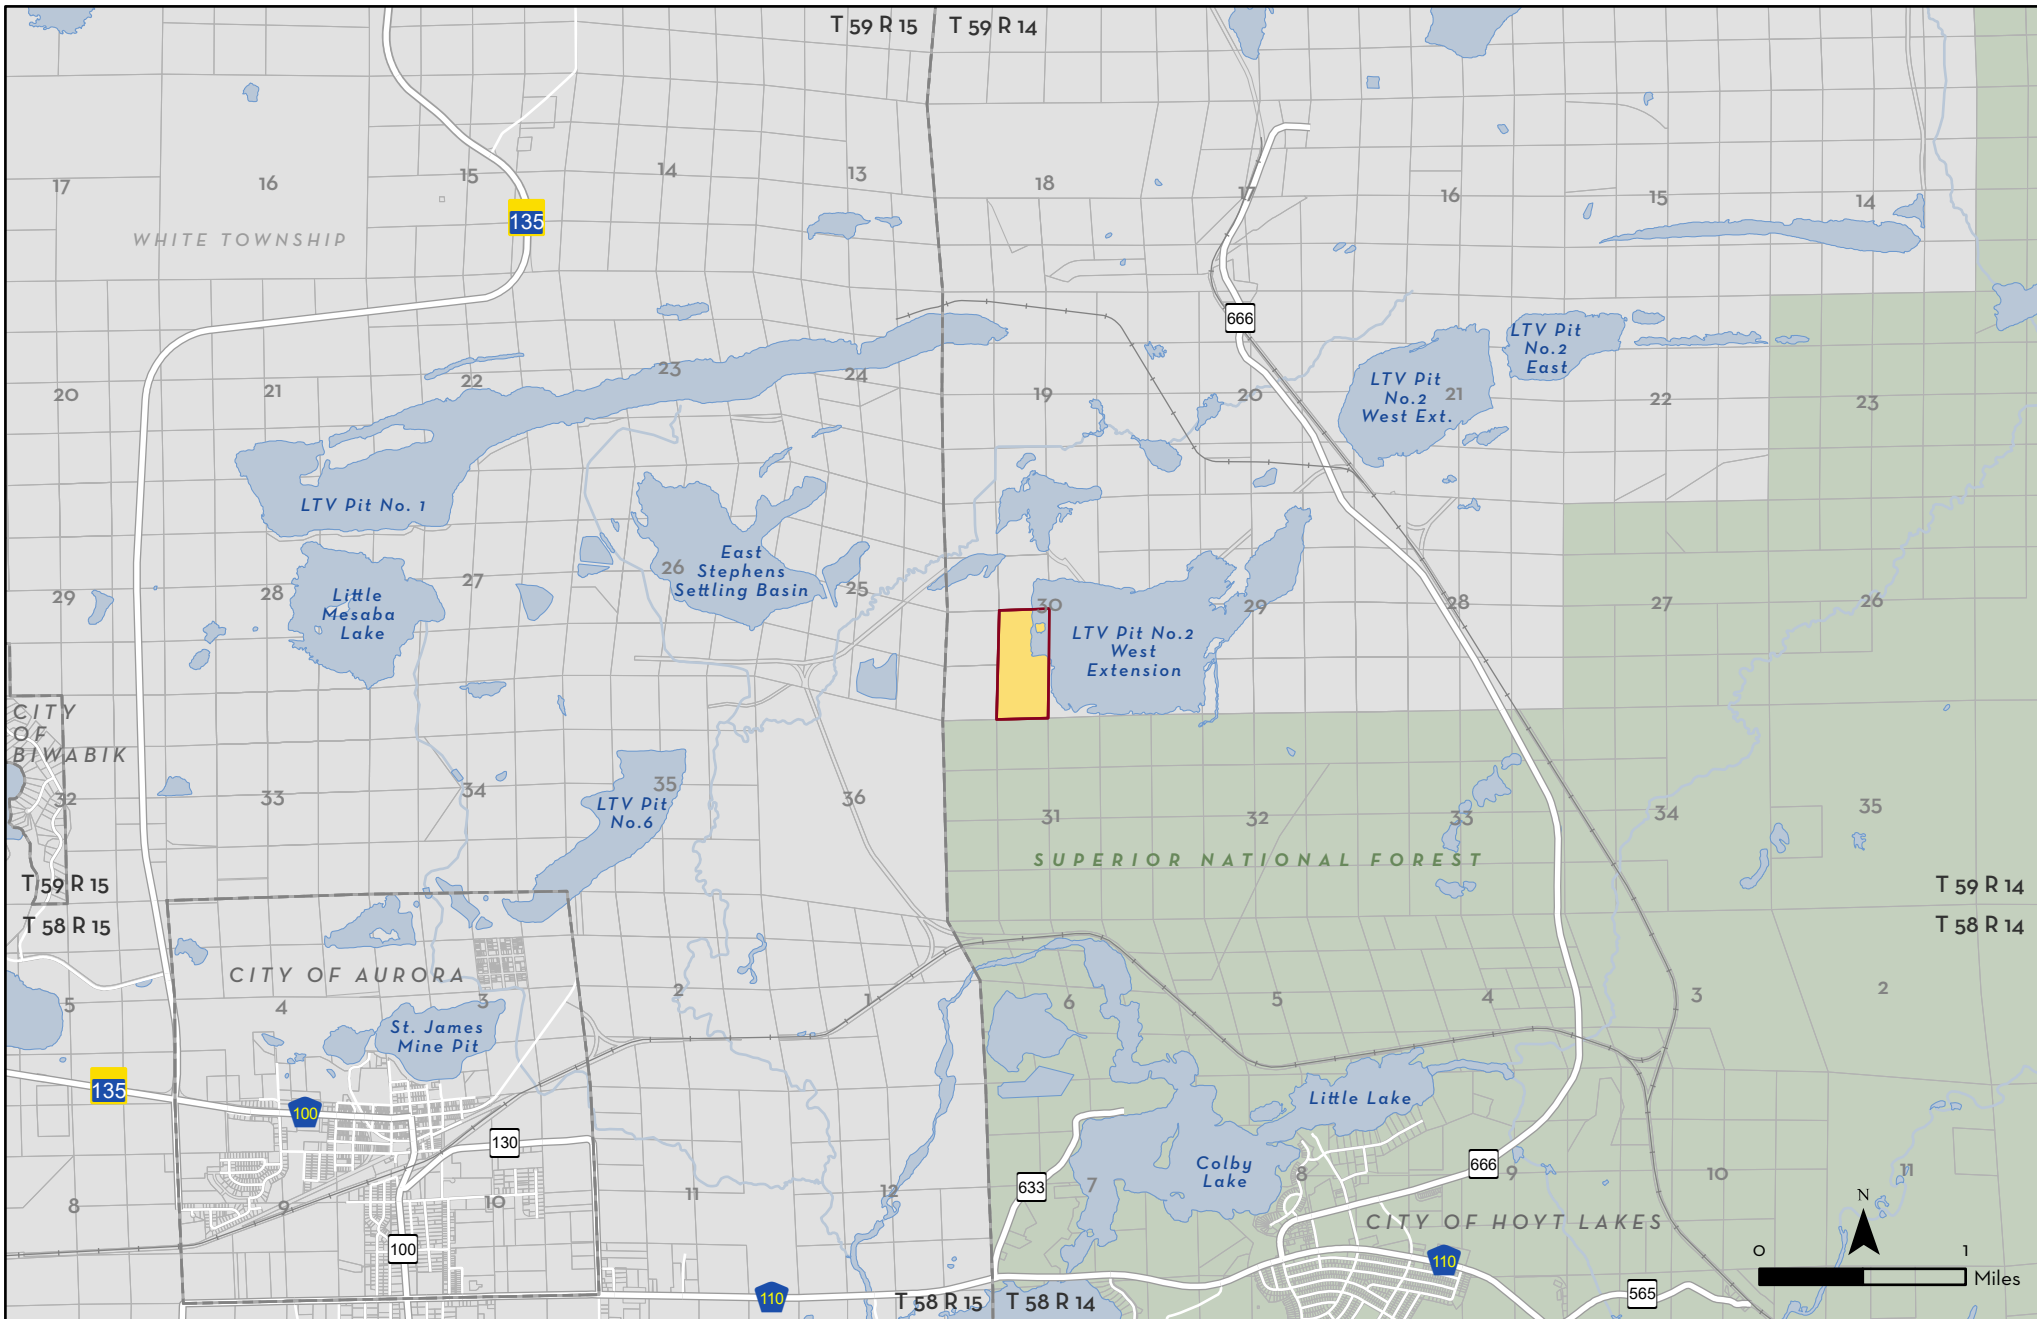 T 59 R 15
T 59 R 14
17
16
15
14
13
18
17
16
15
14
WHITE TOWNSHIP
135
666
20
21
22
23
24
19
20
21
22
23
LTV Pit
No.2
East
LTV Pit
No.2
West Ext.
LTV Pit No. 1
29
28
27
26
25
30
29
28
27
26
East
Stephens
Settling Basin
Little
Mesaba
Lake
LTV Pit No.2
West
Extension
CITY
OF
BIWABIK
32
33
34
35
36
31
32
33
34
35
LTV Pit
No.6
SUPERIOR NATIONAL FOREST
T 59 R 15
T 58 R 15
T 59 R 14
T 58 R 14
CITY OF AURORA
5
4
3
2
1
6
5
4
3
2
St. James
Mine Pit
135
100
130
Little Lake
Colby
Lake
633
666
8
9
10
11
12
7
8
9
10
11
CITY OF HOYT LAKES
100
110
110
565
T 58 R 15
T 58 R 14
N
0
1
Miles